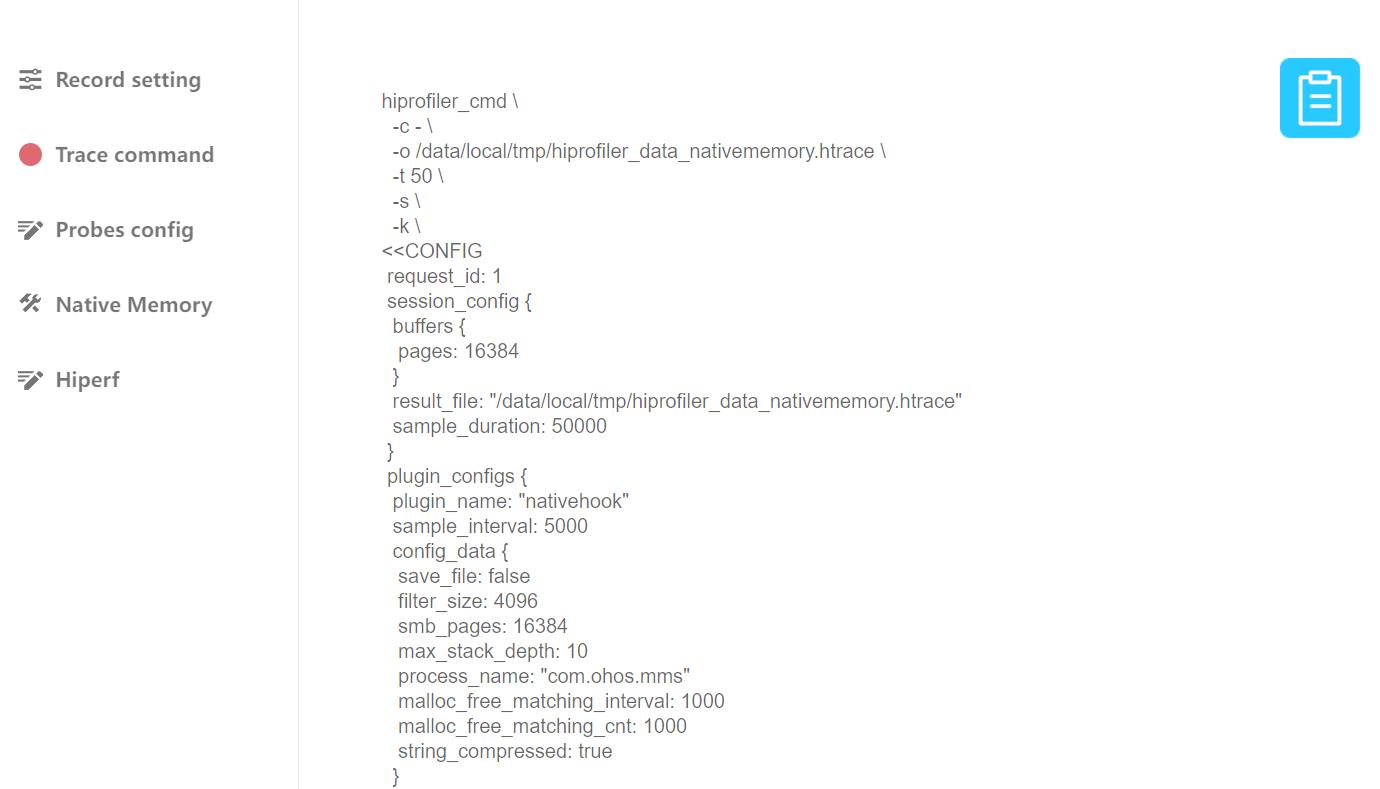 Record setting
Trace command
Probes config
Native Memory
Hiperf
hiprofiler_cmd \
-c - \
-o /data/local/tmp/hiprofiler_data_nativememory.htrace \
-t 50 \
-s \
-k \
<<CONFIG
request_id: 1
session_config {
buffers {
pages: 16384
}
result_file: "/data/local/tmp/hiprofiler_data_nativememory.htrace"
sample_duration: 50000
}
plugin_configs {
plugin_name: "nativehook"
sample_interval: 5000
config_data {
save_file: false
filter_size: 4096
smb_pages: 16384
max_stack_depth: 10
process_name: "com.ohos.mms"
malloc_free_matching_interval: 1000
malloc_free_matching_cnt: 1000
string_compressed: true
}